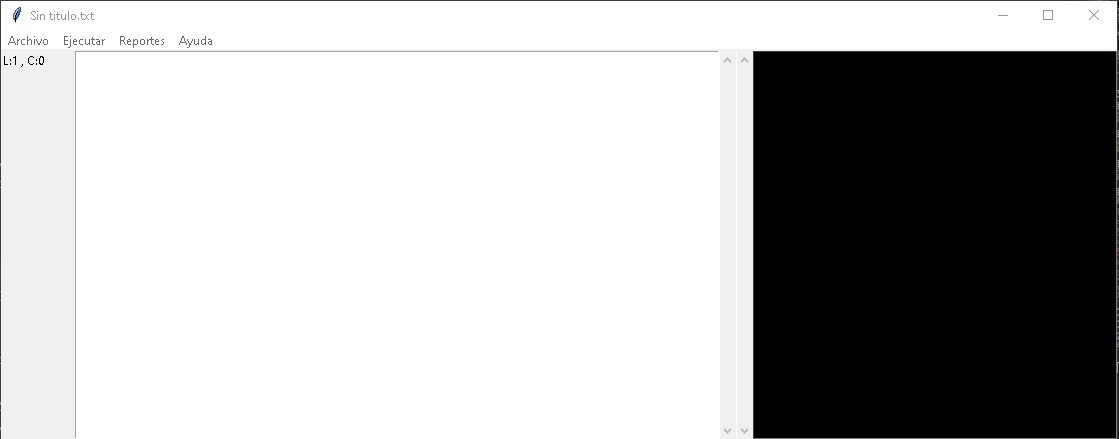 Sin titulo.txt
Archivo Ejecutar Reportes Ayuda
L:1 , C:0